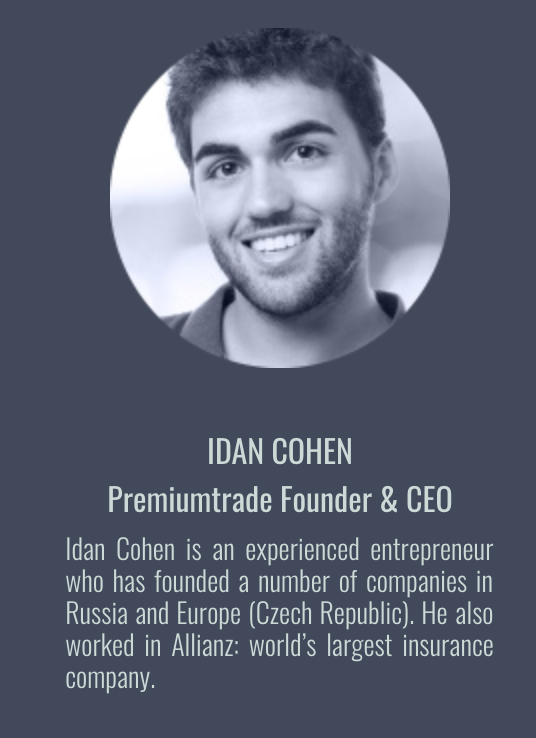 IDAN COHEN
Premiumtrade Founder & CEO
Idan Cohen is an experienced entrepreneur
who has founded a number of companies in
Russia and Europe (Czech Republic). He also
worked in Allianz: world’s largest insurance
company.